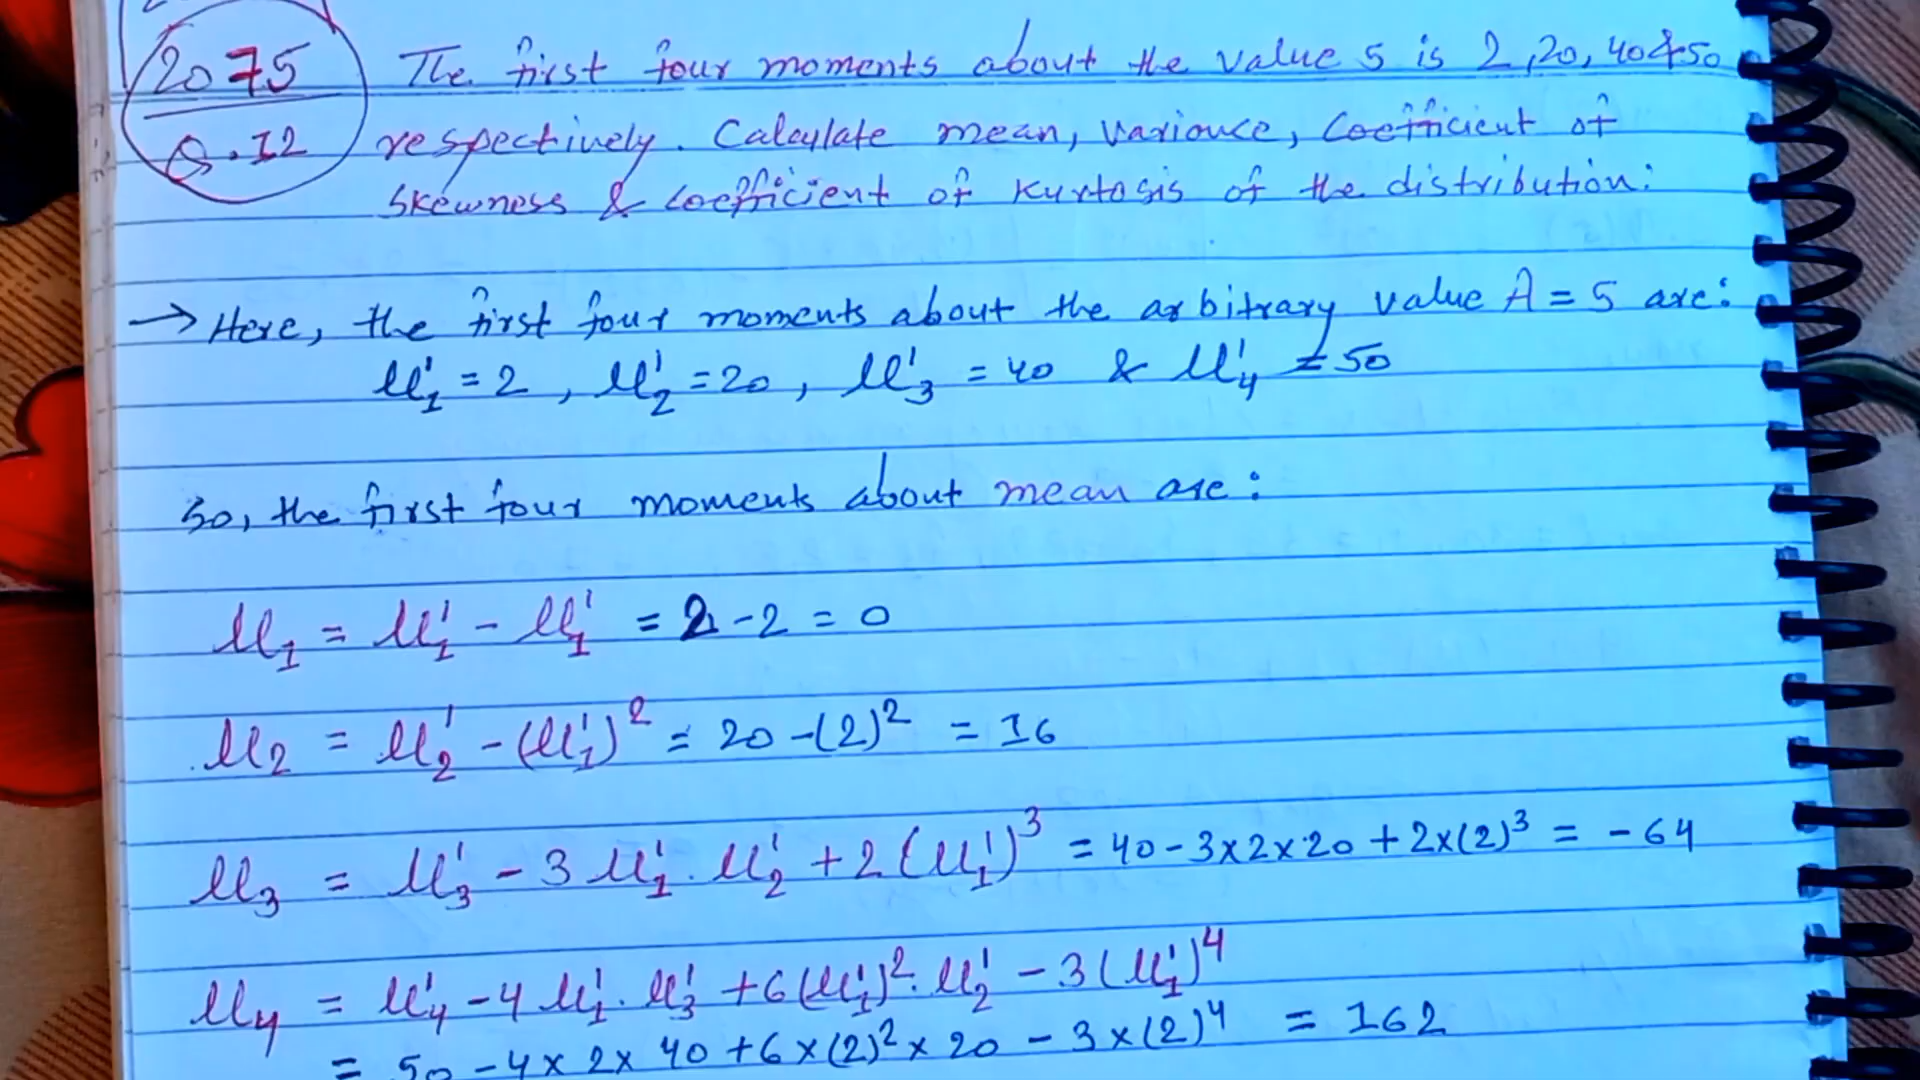 2075
Q.12
The first four moments about the value 5 is 2, 20, 40 & 50
respectively. Calculate mean, variance, Coefficient of
skewness & coefficient of kurtosis of the distribution.
→ Here, the first four moments about the arbitrary value A = 5 are:
μ'₁ = 2, μ'₂ = 20, μ'₃ = 40 & μ'₄ = 50
So, the first four moments about mean are:
μ₁ = μ'₁ - μ'₁ = 2 - 2 = 0
μ₂ = μ'₂ - (μ'₁)² = 20 - (2)² = 16
μ₃ = μ'₃ - 3 μ'₁ . μ'₂ + 2 (μ'₁)³ = 40 - 3×2×20 + 2×(2)³ = - 64
μ₄ = μ'₄ - 4 μ'₁ . μ'₃ + 6 (μ'₁)² . μ'₂ - 3 (μ'₁)⁴
= 50 - 4 × 2 × 40 + 6 × (2)² × 20 - 3 × (2)⁴ = 162